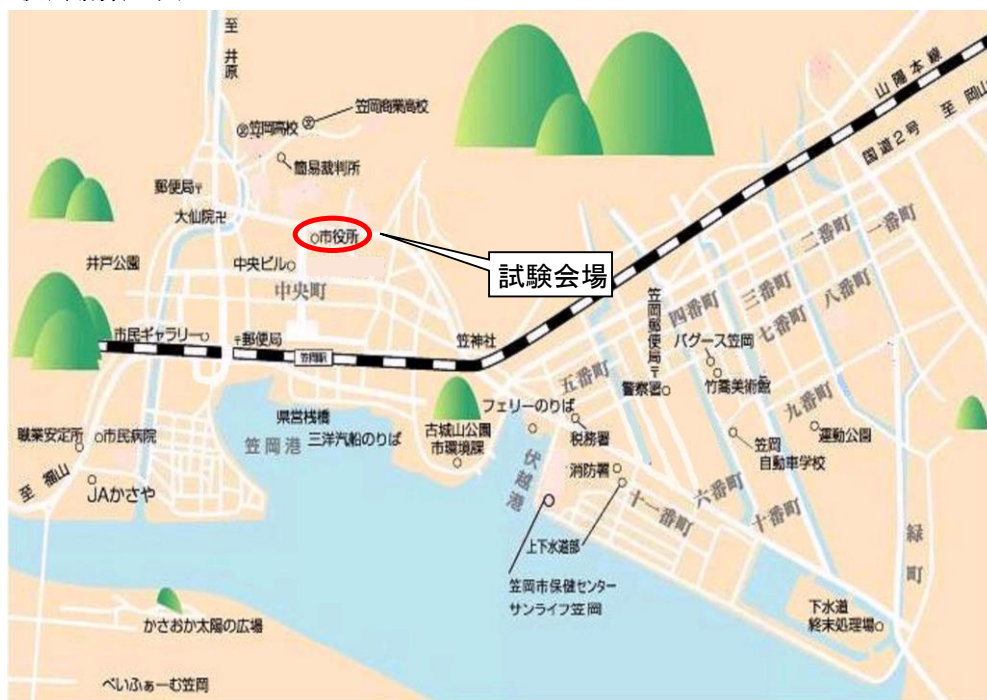 至 井原
笠岡商業高校
笠岡高校
簡易裁判所
郵便局〒
大仙院卍
市役所
試験会場
井戸公園
中央ビル
中央町
山陽本線
国道2号 至 岡山
一番町
二番町
三番町
四番町
八番町
七番町
笠岡郵便局〒
バグース笠岡
竹喬美術館
市民ギャラリー
〒郵便局
笠岡駅
笠神社
五番町
警察署
九番町
運動公園
フェリーのりば
税務署
県営桟橋
三洋汽船のりば
笠岡港
古城山公園
市環境課
職業安定所
市民病院
笠岡
自動車学校
伏越港
消防署
六番町
十番町
十一番町
至 福山
JAかさや
上下水道部
緑町
笠岡市保健センター
サンライフ笠岡
下水道
終末処理場
かさおか太陽の広場
べいふぁーむ笠岡